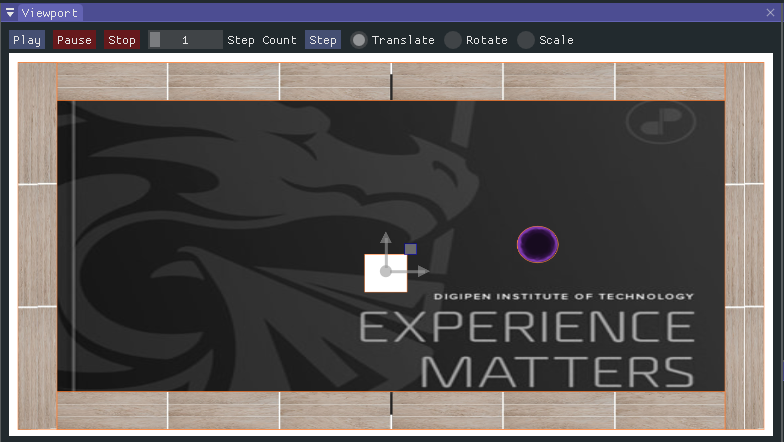 Viewport
Play Pause Stop 1 Step Count Step Translate Rotate Scale
DIGIPEN INSTITUTE OF TECHNOLOGY
EXPERIENCE
MATTERS